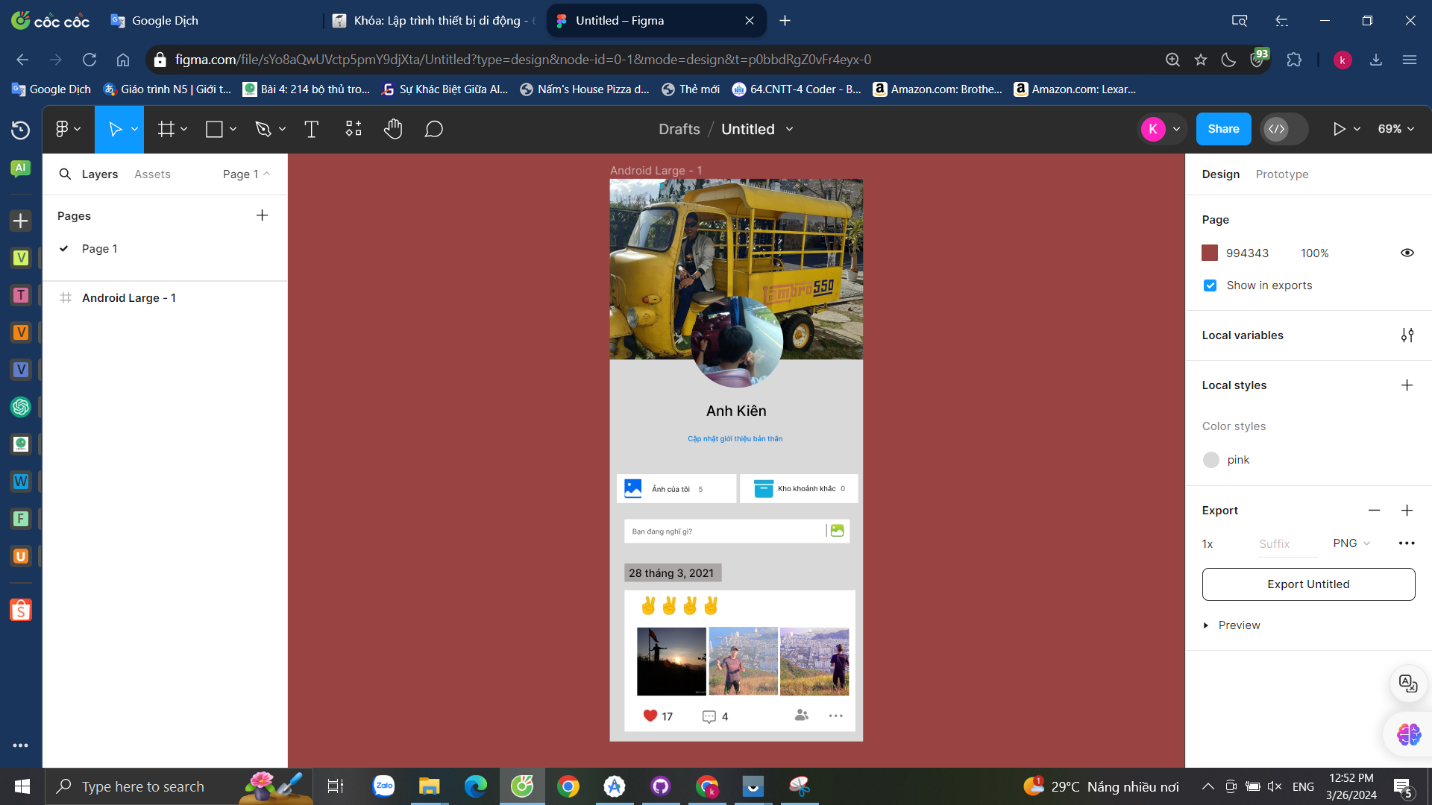 cốc cốc
Google Dịch
Khóa: Lập trình thiết bị di động -
Untitled – Figma
figma.com/file/sYo8aQwUVctp5pmY9djXta/Untitled?type=design&node-id=0-1&mode=design&t=p0bbdRgZ0vFr4eyx-0
93
k
Google Dịch
Giáo trình N5 | Giới t...
Bài 4: 214 bộ thủ tro...
Sự Khác Biệt Giữa Al...
Nấm's House Pizza d...
Thẻ mới
64.CNTT-4 Coder - B...
Amazon.com: Brothe...
Amazon.com: Lexar...
Drafts / Untitled
K
Share
69%
AI
V
T
V
V
W
F
U
S
Layers
Assets
Page 1
Pages
Page 1
Android Large - 1
Android Large - 1
Lambro 550
Anh Kiên
Cập nhật giới thiệu bản thân
Ảnh của tôi 5
Kho khoảnh khắc 0
Bạn đang nghĩ gì?
28 tháng 3, 2021
✌✌✌✌
17
4
Design
Prototype
Page
994343 100%
Show in exports
Local variables
Local styles
Color styles
pink
Export
1x Suffix PNG
Export Untitled
Preview
Type here to search
Zalo
1
29°C Nắng nhiều nơi
ENG
12:52 PM
3/26/2024
5